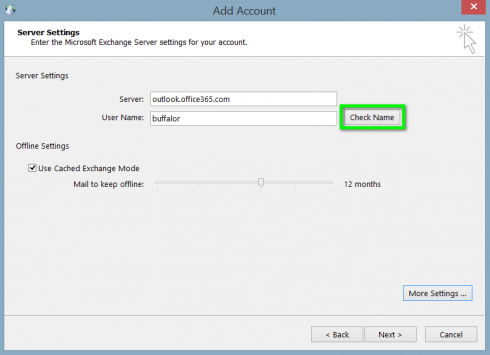 Add Account
Server Settings
Enter the Microsoft Exchange Server settings for your account.
Server Settings
Server: outlook.office365.com
User Name: buffalor Check Name
Offline Settings
Use Cached Exchange Mode
Mail to keep offline: 12 months
More Settings ...
< Back Next > Cancel